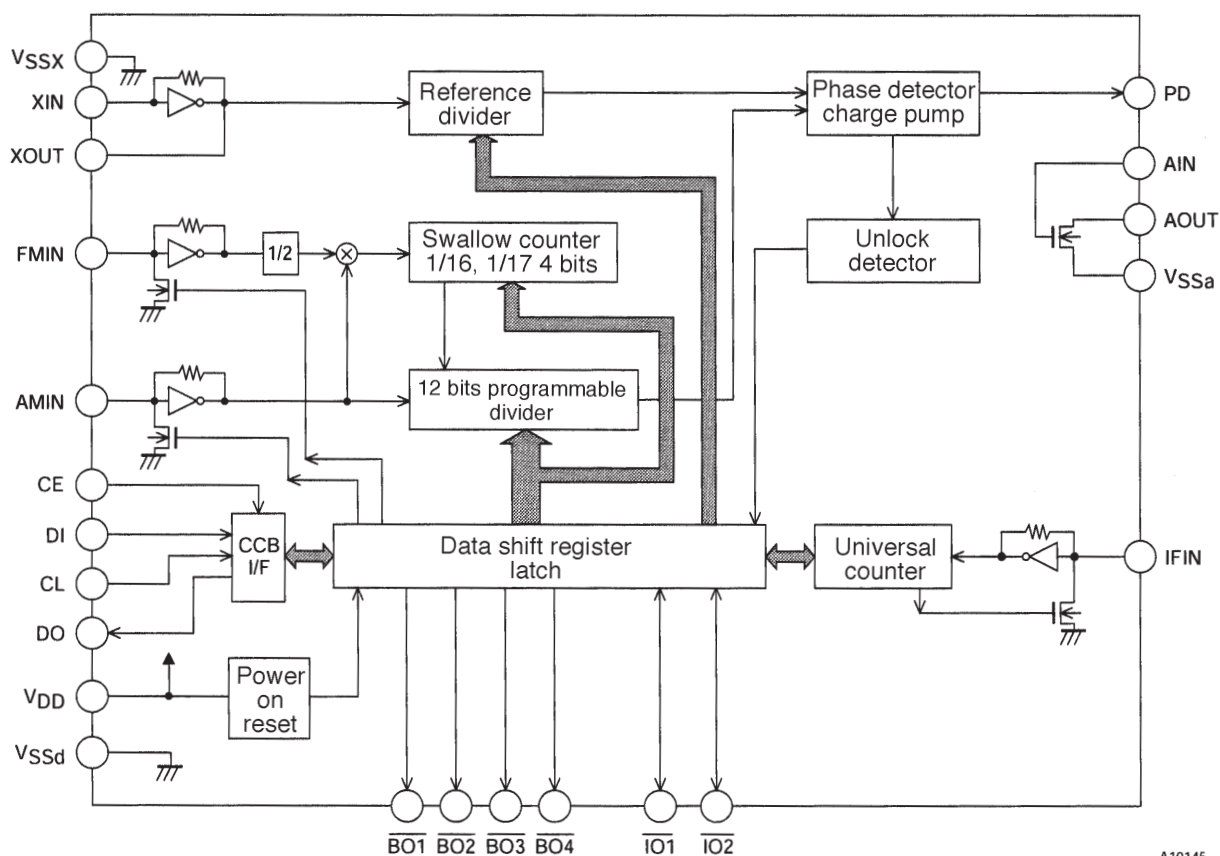 VSSX
XIN
XOUT
FMIN
AMIN
CE
DI
CL
DO
VDD
VSSd
Reference
divider
Phase detector
charge pump
PD
AIN
AOUT
VSSa
1/2
Swallow counter
1/16, 1/17 4 bits
Unlock
detector
12 bits programmable
divider
CCB
I/F
Data shift register
latch
Universal
counter
IFIN
Power
on
reset
BO1 BO2 BO3 BO4 IO1 IO2